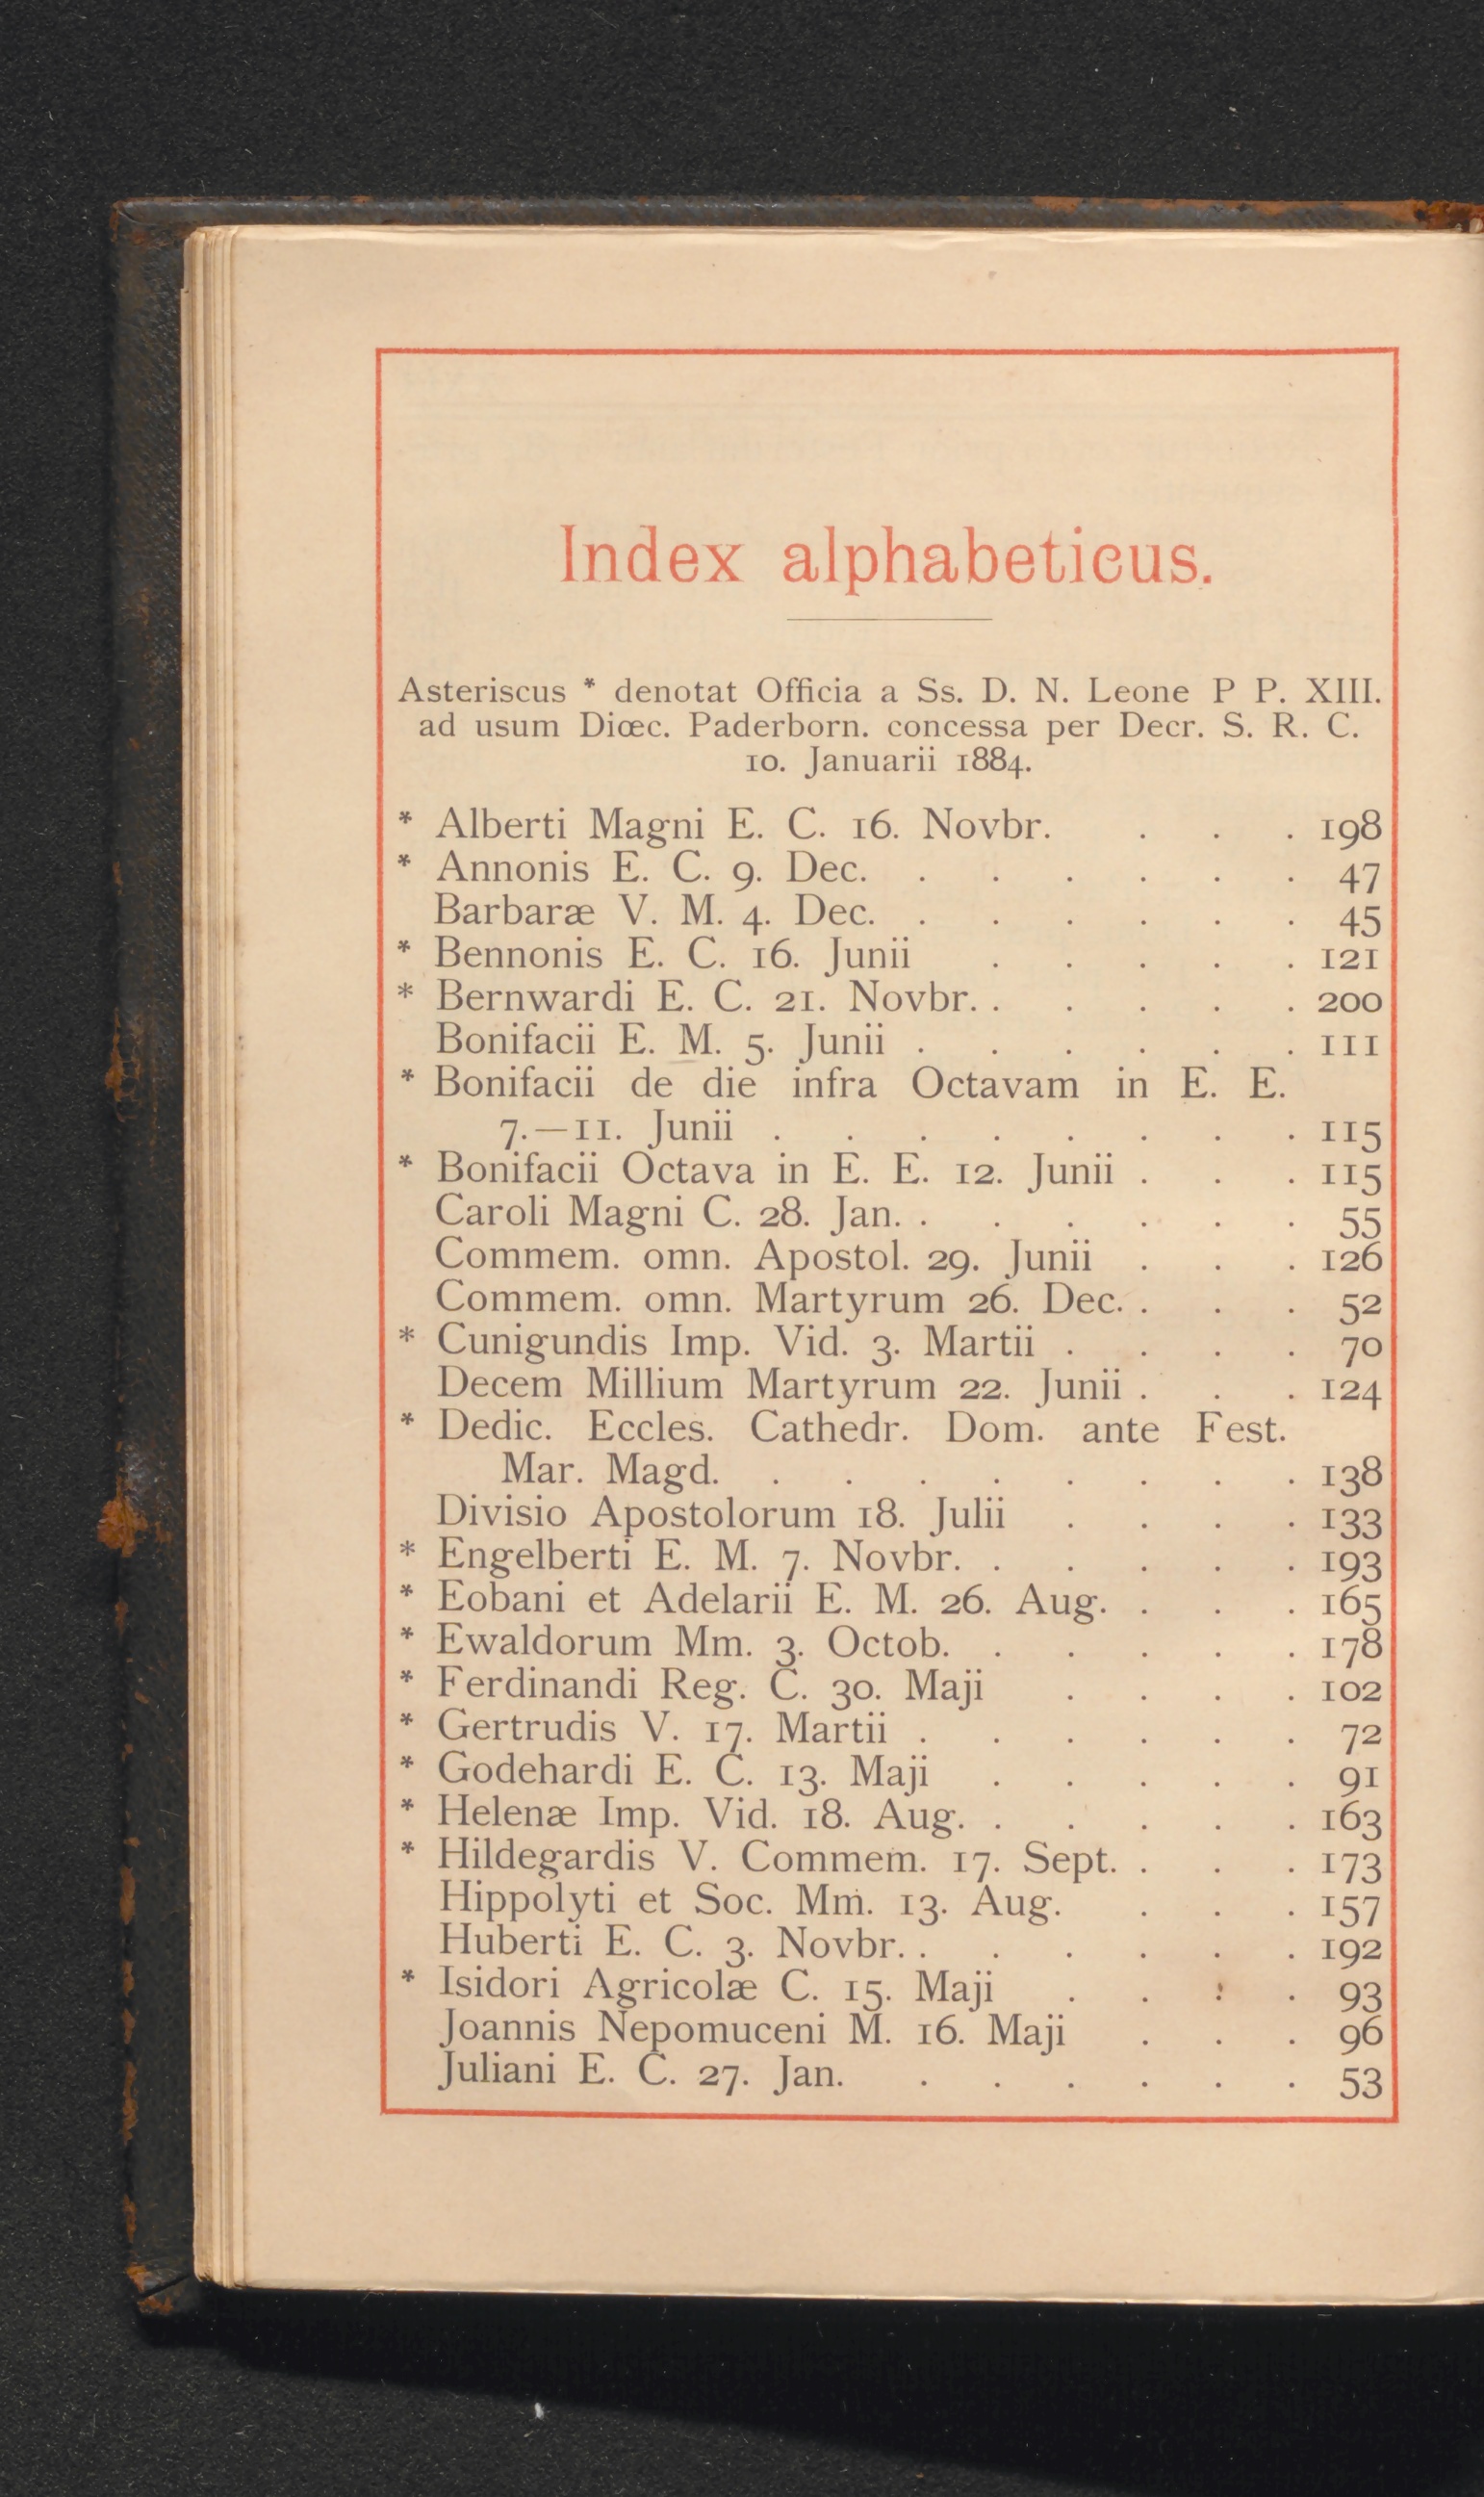 Index alphabeticus.
Asteriscus * denotat Officia a Ss. D. N. Leone P P. XIII.
ad usum Diœc. Paderborn. concessa per Decr. S. R. C.
10. Januarii 1884.
* Alberti Magni E. C. 16. Novbr. . . . 198
* Annonis E. C. 9. Dec. . . . . . . 47
Barbaræ V. M. 4. Dec. . . . . . . 45
* Bennonis E. C. 16. Junii . . . . . 121
* Bernwardi E. C. 21. Novbr. . . . . . 200
Bonifacii E. M. 5. Junii . . . . . . 111
* Bonifacii de die infra Octavam in E. E.
7.—11. Junii . . . . . . . . 115
* Bonifacii Octava in E. E. 12. Junii . . . 115
Caroli Magni C. 28. Jan. . . . . . . 55
Commem. omn. Apostol. 29. Junii . . . 126
Commem. omn. Martyrum 26. Dec. . . . 52
* Cunigundis Imp. Vid. 3. Martii . . . . 70
Decem Millium Martyrum 22. Junii . . . 124
* Dedic. Eccles. Cathedr. Dom. ante Fest.
Mar. Magd. . . . . . . . . 138
Divisio Apostolorum 18. Julii . . . . 133
* Engelberti E. M. 7. Novbr. . . . . . 193
* Eobani et Adelarii E. M. 26. Aug. . . . 165
* Ewaldorum Mm. 3. Octob. . . . . . 178
* Ferdinandi Reg. C. 30. Maji . . . . 102
* Gertrudis V. 17. Martii . . . . . . 72
* Godehardi E. C. 13. Maji . . . . . 91
* Helenæ Imp. Vid. 18. Aug. . . . . . 163
* Hildegardis V. Commem. 17. Sept. . . . 173
Hippolyti et Soc. Mm. 13. Aug. . . . 157
Huberti E. C. 3. Novbr. . . . . . . 192
* Isidori Agricolæ C. 15. Maji . . . . 93
Joannis Nepomuceni M. 16. Maji . . . 96
Juliani E. C. 27. Jan. . . . . . . 53